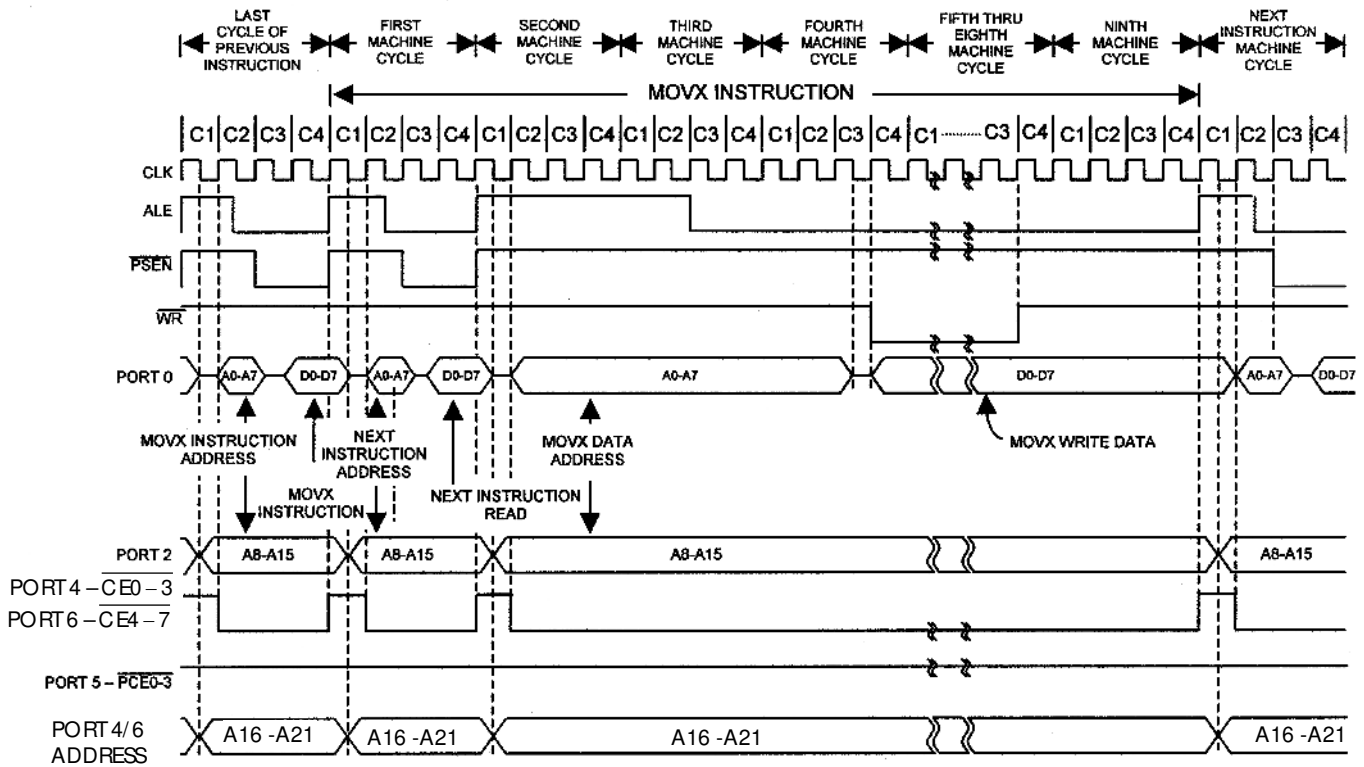 LAST
CYCLE OF
PREVIOUS
INSTRUCTION
FIRST
MACHINE
CYCLE
SECOND
MACHINE
CYCLE
THIRD
MACHINE
CYCLE
FOURTH
MACHINE
CYCLE
FIFTH THRU
EIGHTH
MACHINE
CYCLE
NINTH
MACHINE
CYCLE
NEXT
INSTRUCTION
MACHINE
CYCLE
MOVX INSTRUCTION
C1 C2 C3 C4 C1 C2 C3 C4 C1 C2 C3 C4 C1 C2 C3 C4 C1 C2 C3 C4 C1 ........ C3 C4 C1 C2 C3 C4 C1 C2 C3 C4
CLK
ALE
PSEN
WR
PORT 0 A0-A7 D0-D7 A0-A7 D0-D7 A0-A7 D0-D7 A0-A7 D0-D7
MOVX INSTRUCTION
ADDRESS
NEXT
INSTRUCTION
ADDRESS
MOVX DATA
ADDRESS
MOVX WRITE DATA
MOVX
INSTRUCTION
NEXT INSTRUCTION
READ
PORT 2 A8-A15 A8-A15 A8-A15 A8-A15
PORT 4 – CE0 – 3
PORT 6 – CE4 – 7
PORT 5 – PCE0-3
PORT 4/6
ADDRESS
A16 -A21 A16 -A21 A16 -A21 A16 -A21